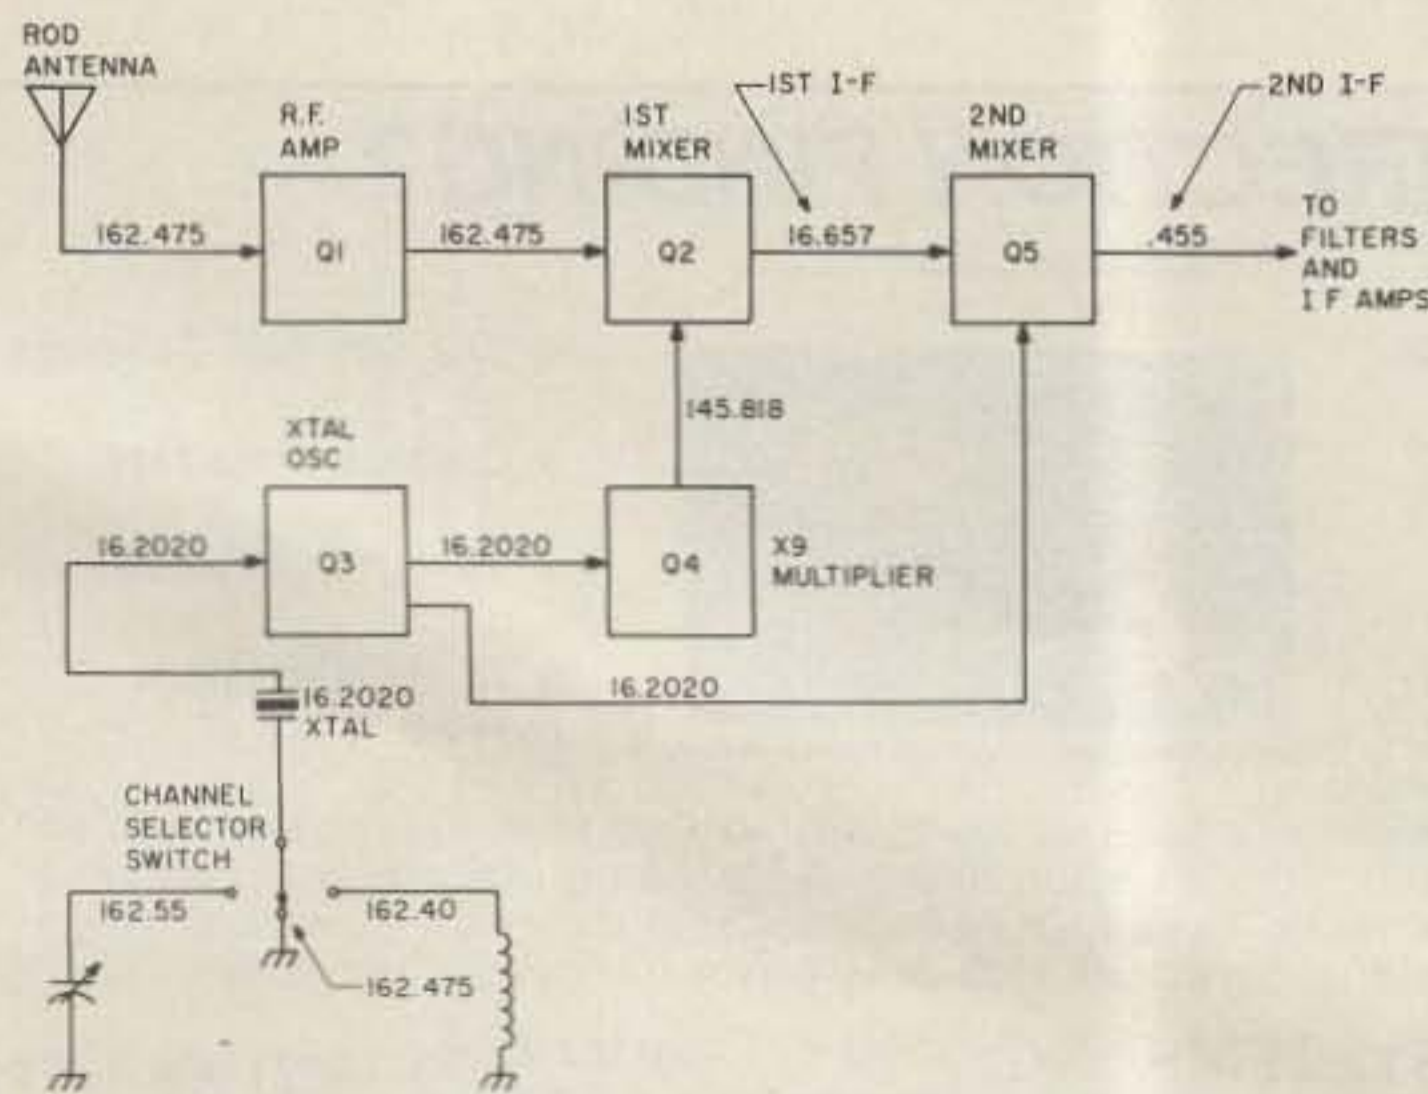 ROD
ANTENNA
R.F.
AMP
1ST
MIXER
1ST I-F
2ND
MIXER
2ND I-F
162.475
Q1
162.475
Q2
16.657
Q5
.455
TO
FILTERS
AND
I F AMPS
145.818
XTAL
OSC
16.2020
Q3
16.2020
Q4
X9
MULTIPLIER
16.2020
16.2020
XTAL
CHANNEL
SELECTOR
SWITCH
162.55
162.40
162.475